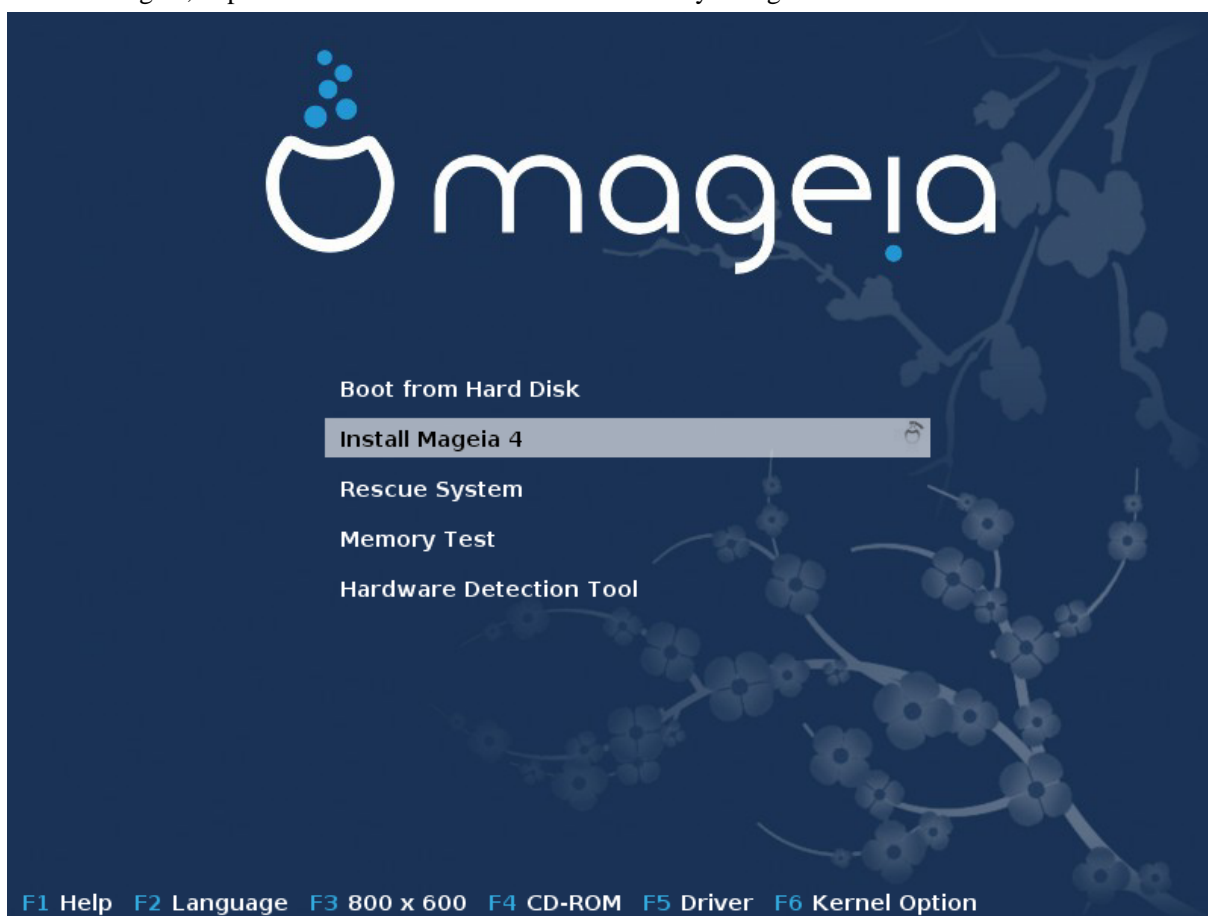 mageia
Boot from Hard Disk
Install Mageia 4
Rescue System
Memory Test
Hardware Detection Tool
F1 Help F2 Language F3 800 x 600 F4 CD-ROM F5 Driver F6 Kernel Option